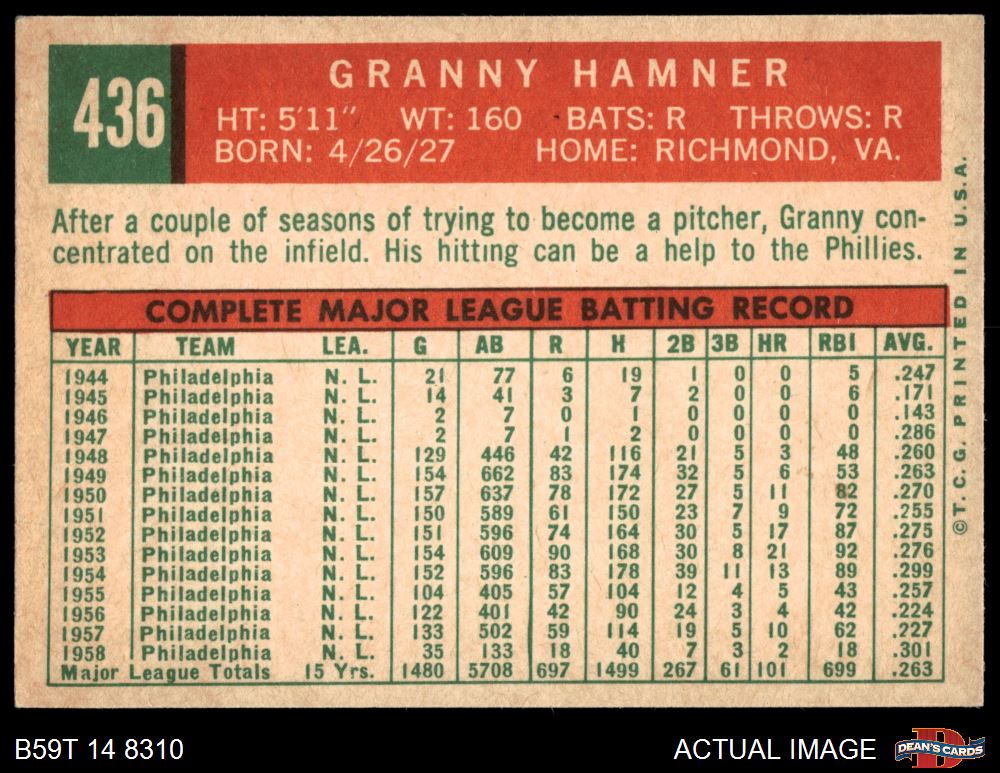 436
GRANNY HAMNER
HT: 5'11" WT: 160 BATS: R THROWS: R
BORN: 4/26/27 HOME: RICHMOND, VA.
After a couple of seasons of trying to become a pitcher, Granny con-
centrated on the infield. His hitting can be a help to the Phillies.
COMPLETE MAJOR LEAGUE BATTING RECORD
YEAR TEAM LEA. G AB R H 2B 3B HR RBI AVG.
1944 Philadelphia N. L. 21 77 6 19 1 0 0 5 .247
1945 Philadelphia N. L. 14 41 3 7 2 0 0 6 .171
1946 Philadelphia N. L. 2 7 0 1 0 0 0 0 .143
1947 Philadelphia N. L. 2 7 1 2 0 0 0 0 .286
1948 Philadelphia N. L. 129 446 42 116 21 5 3 48 .260
1949 Philadelphia N. L. 154 662 83 174 32 5 6 53 .263
1950 Philadelphia N. L. 157 637 78 172 27 5 11 82 .270
1951 Philadelphia N. L. 150 589 61 150 23 7 9 72 .255
1952 Philadelphia N. L. 151 596 74 164 30 5 17 87 .275
1953 Philadelphia N. L. 154 609 90 168 30 8 21 92 .276
1954 Philadelphia N. L. 152 596 83 178 39 11 13 89 .299
1955 Philadelphia N. L. 104 405 57 104 12 4 5 43 .257
1956 Philadelphia N. L. 122 401 42 90 24 3 4 42 .224
1957 Philadelphia N. L. 133 502 59 114 19 5 10 62 .227
1958 Philadelphia N. L. 35 133 18 40 7 3 2 18 .301
Major League Totals 15 Yrs. 1480 5708 697 1499 267 61 101 699 .263
©T. C. G. PRINTED IN U. S. A.
B59T 14 8310
ACTUAL IMAGE
DEAN'S CARDS